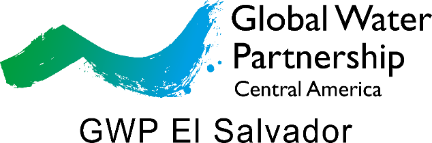 Global Water
Partnership
Central America
GWP El Salvador